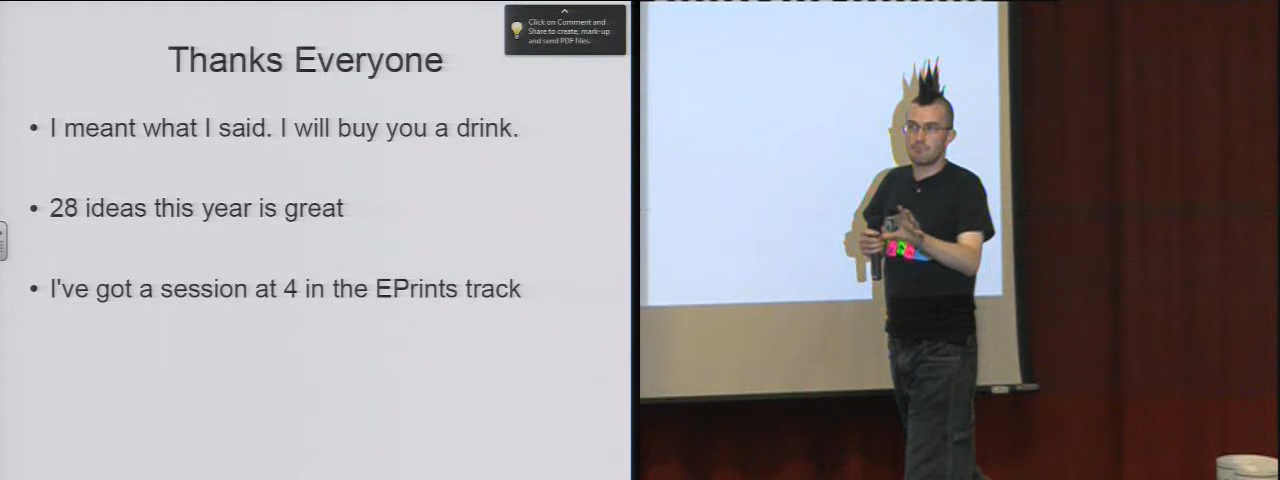 Thanks Everyone
• I meant what I said. I will buy you a drink.
• 28 ideas this year is great
• I've got a session at 4 in the EPrints track
Click on Comment and
Share to create, mark-up
and send PDF files.